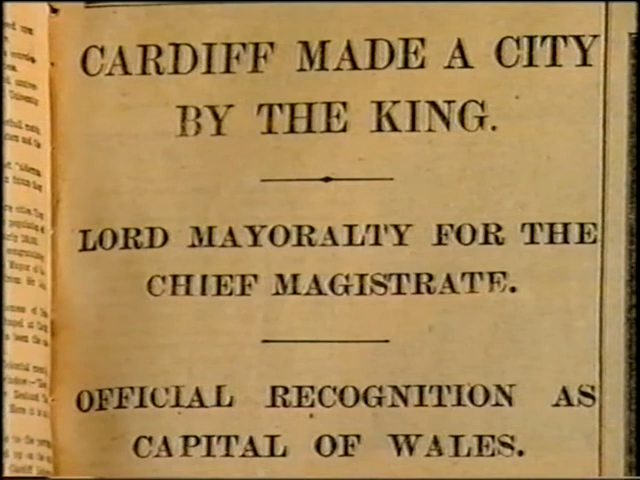 CARDIFF MADE A CITY
BY THE KING.
LORD MAYORALTY FOR THE
CHIEF MAGISTRATE.
OFFICIAL RECOGNITION AS
CAPITAL OF WALES.